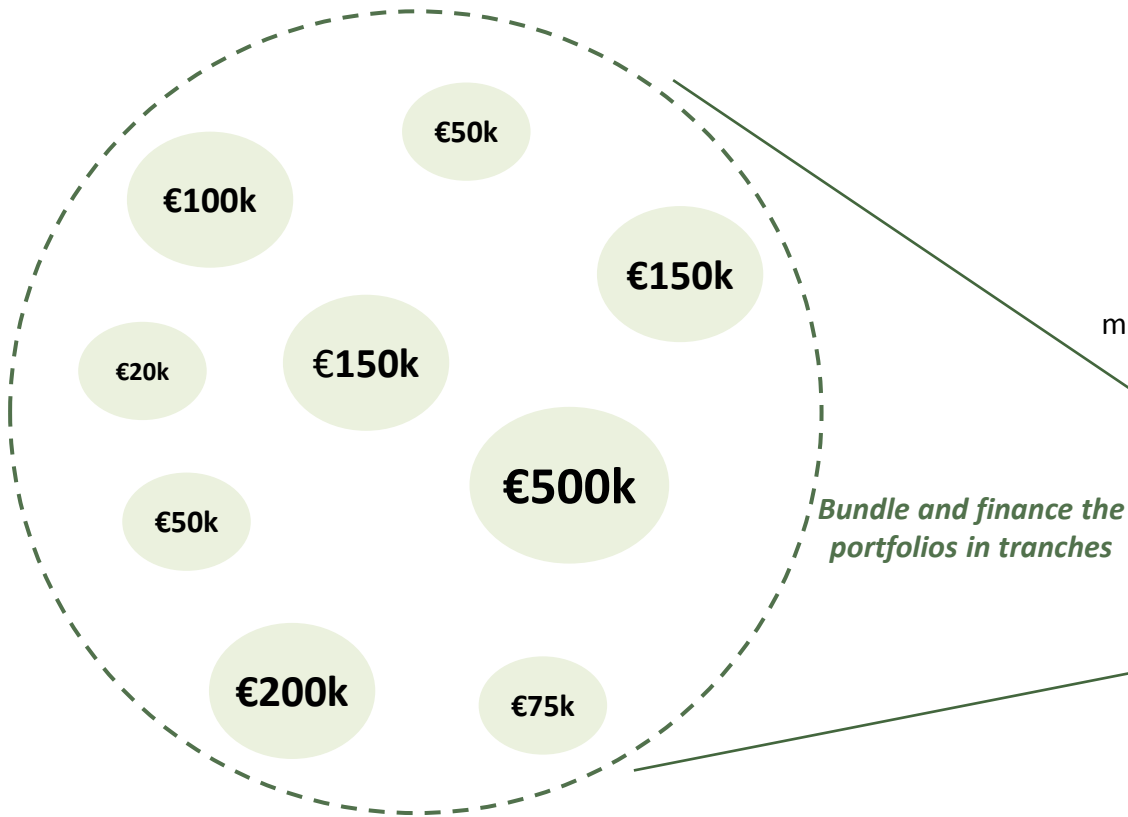 €50k
€100k
€150k
m
€20k
€150k
€500k
€50k
Bundle and finance the
portfolios in tranches
€200k
€75k